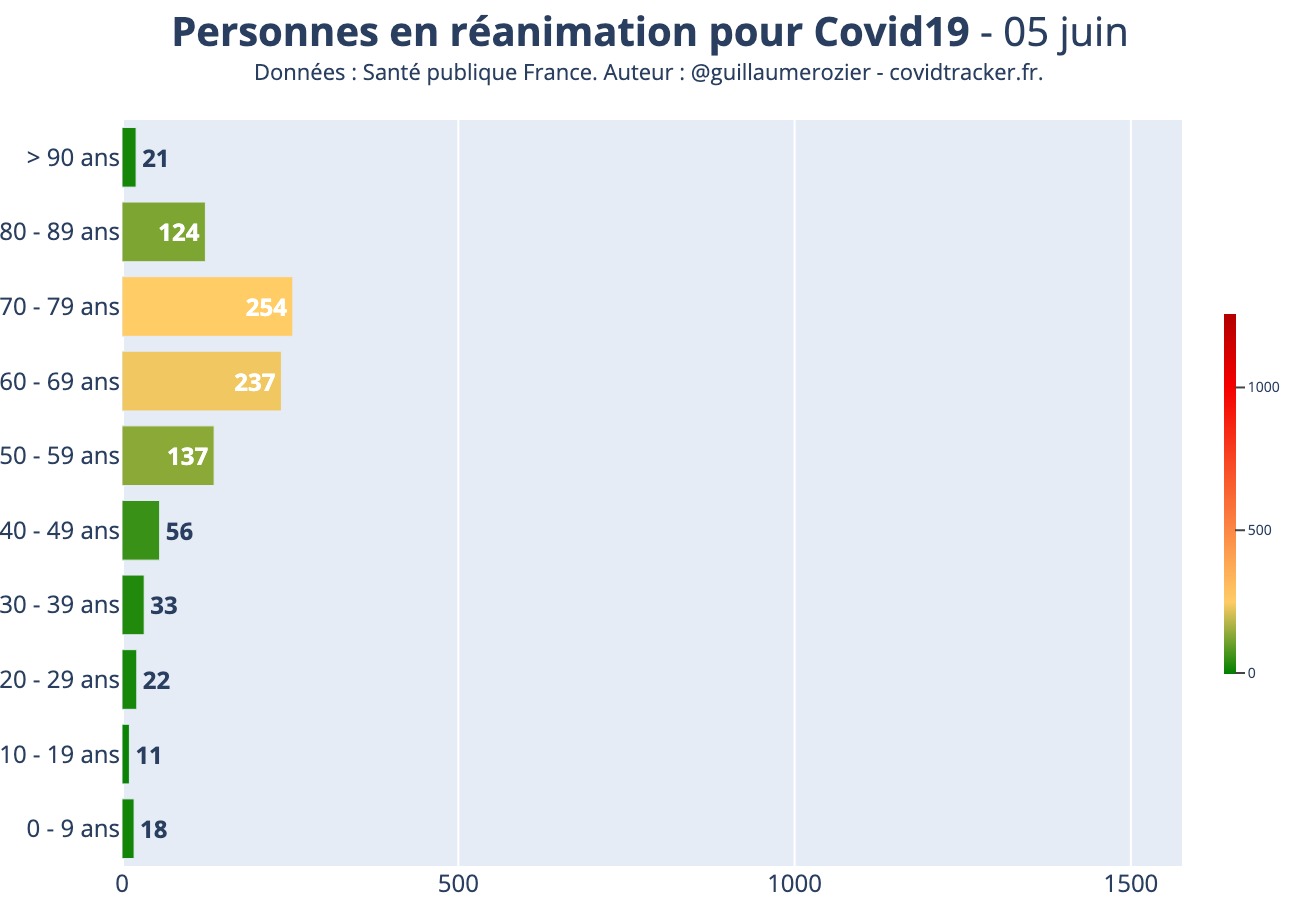 Personnes en réanimation pour Covid19 - 05 juin
Données : Santé publique France. Auteur : @guillaumerozier - covidtracker.fr.
> 90 ans 21
80 - 89 ans 124
70 - 79 ans 254
60 - 69 ans 237
50 - 59 ans 137
40 - 49 ans 56
30 - 39 ans 33
20 - 29 ans 22
10 - 19 ans 11
0 - 9 ans 18
0 500 1000 1500
1000
500
0